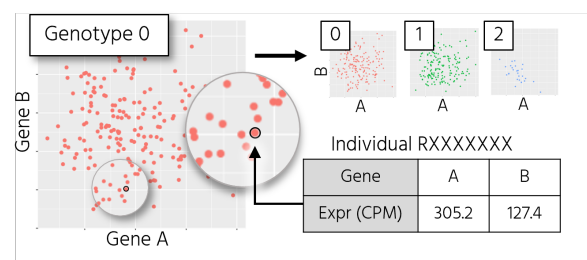 Genotype 0
Gene B
Gene A
0
1
2
B
A
A
A
Individual RXXXXXXX
Gene A B
Expr (CPM) 305.2 127.4